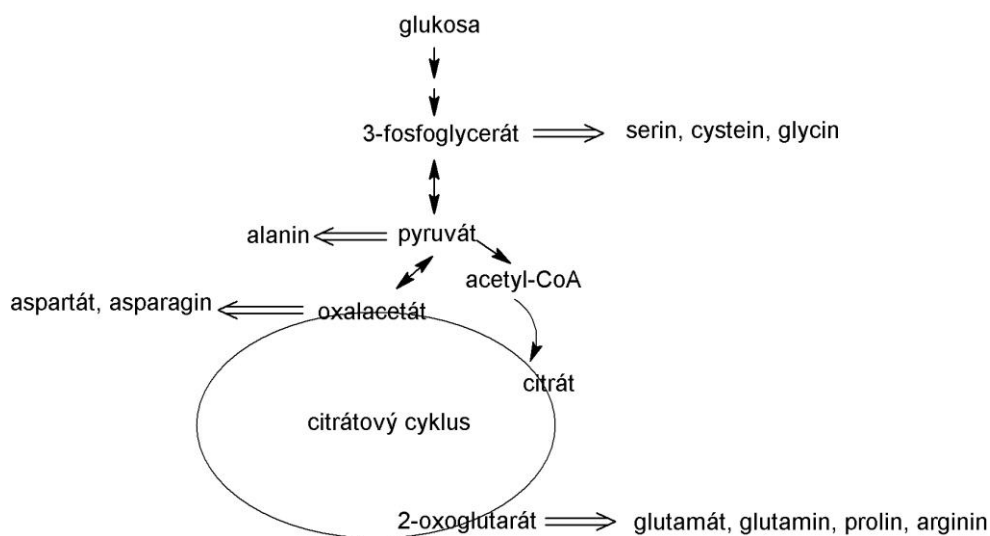 glukosa
3-fosfoglycerát
serin, cystein, glycin
alanin
pyruvát
acetyl-CoA
aspartát, asparagin
oxalacetát
citrát
citrátový cyklus
2-oxoglutarát
glutamát, glutamin, prolin, arginin